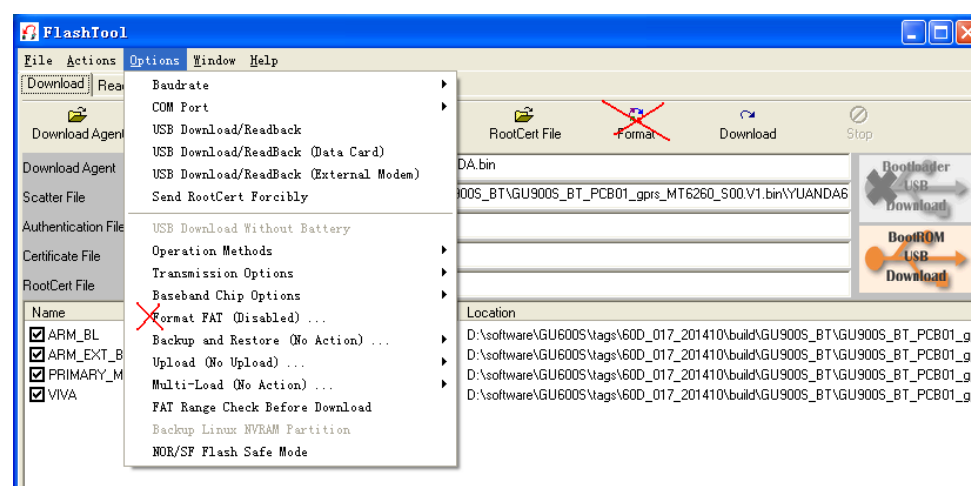 FlashTool
File Actions Options Window Help
Download Rea
Baudrate
COM Port
USB Download/Readback
USB Download/ReadBack (Data Card)
USB Download/ReadBack (External Modem)
Send RootCert Forcibly
USB Download Without Battery
Operation Methods
Transmission Options
Baseband Chip Options
Format FAT (Disabled) ...
Backup and Restore (No Action) ...
Upload (No Upload) ...
Multi-Load (No Action) ...
FAT Range Check Before Download
Backup Linux NVRAM Partition
NOR/SF Flash Safe Mode
Download Agent RootCert File Format Download Stop
Download Agent DA.bin
Scatter File 900S_BT\GU900S_BT_PCB01_gprs_MT6260_S00.V1.bin\YUANDA6
Authentication File
Certificate File
RootCert File
Bootloader
USB
Download
BootROM
USB
Download
Name Location
ARM_BL D:\software\GU600S\tags\60D_017_201410\build\GU900S_BT\GU900S_BT_PCB01_g
ARM_EXT_B D:\software\GU600S\tags\60D_017_201410\build\GU900S_BT\GU900S_BT_PCB01_g
PRIMARY_M D:\software\GU600S\tags\60D_017_201410\build\GU900S_BT\GU900S_BT_PCB01_g
VIVA D:\software\GU600S\tags\60D_017_201410\build\GU900S_BT\GU900S_BT_PCB01_g